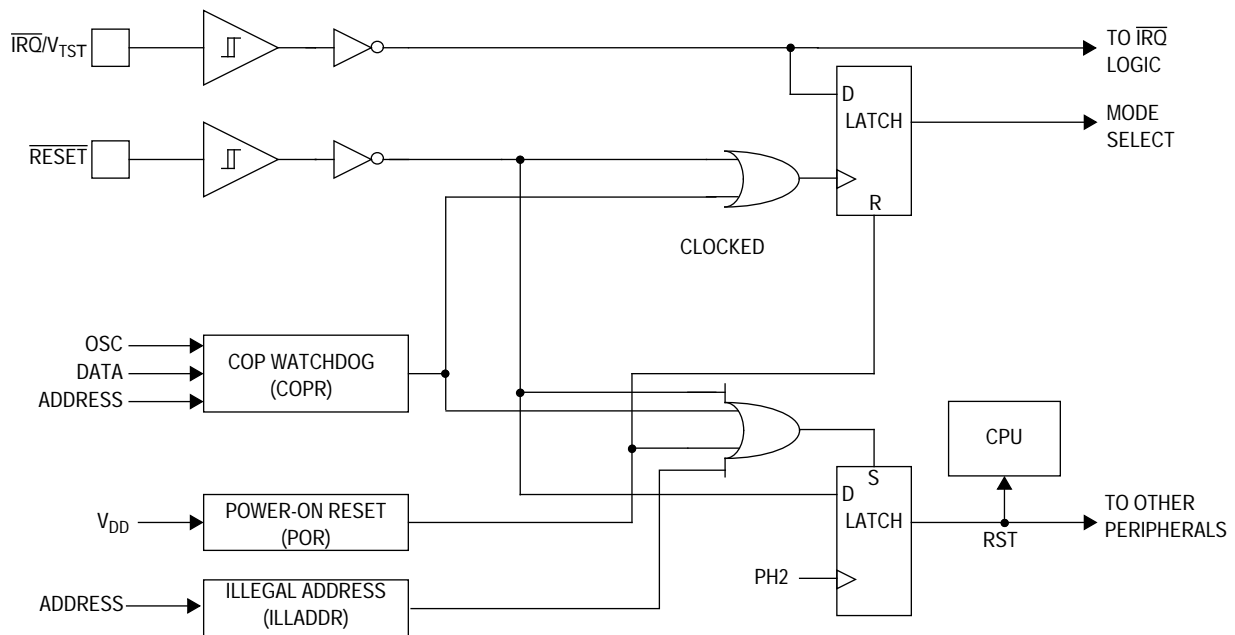 IRQ/VTST
TO IRQ
LOGIC
D
LATCH
MODE
SELECT
RESET
R
CLOCKED
OSC
DATA
ADDRESS
COP WATCHDOG
(COPR)
CPU
S
D
LATCH
VDD
POWER-ON RESET
(POR)
TO OTHER
PERIPHERALS
RST
PH2
ADDRESS
ILLEGAL ADDRESS
(ILLADDR)